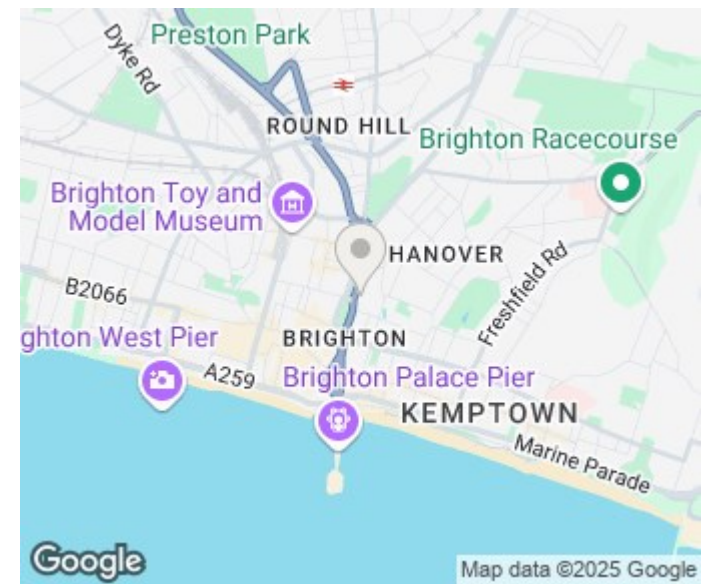 Preston Park
Dyke Rd
ROUND HILL
Brighton Racecourse
Brighton Toy and
Model Museum
HANOVER
B2066
Freshfield Rd
BRIGHTON
ghton West Pier
A259
Brighton Palace Pier
KEMPTOWN
Marine Parade
Google
Map data ©2025 Google